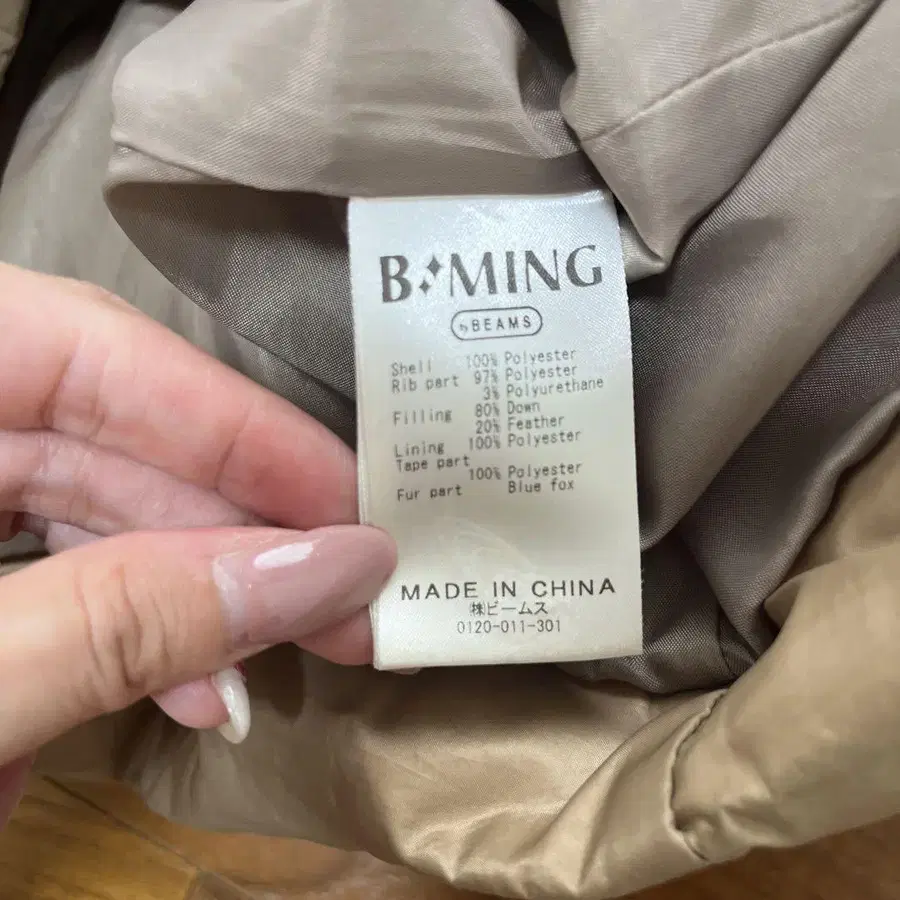 B✦MING
by BEAMS
Shell 100% Polyester
Rib part 97% Polyester
3% Polyurethane
Filling 80% Down
20% Feather
Lining 100% Polyester
Tape part
100% Polyester
Fur part Blue fox
MADE IN CHINA
㈱ビームス
0120-011-301